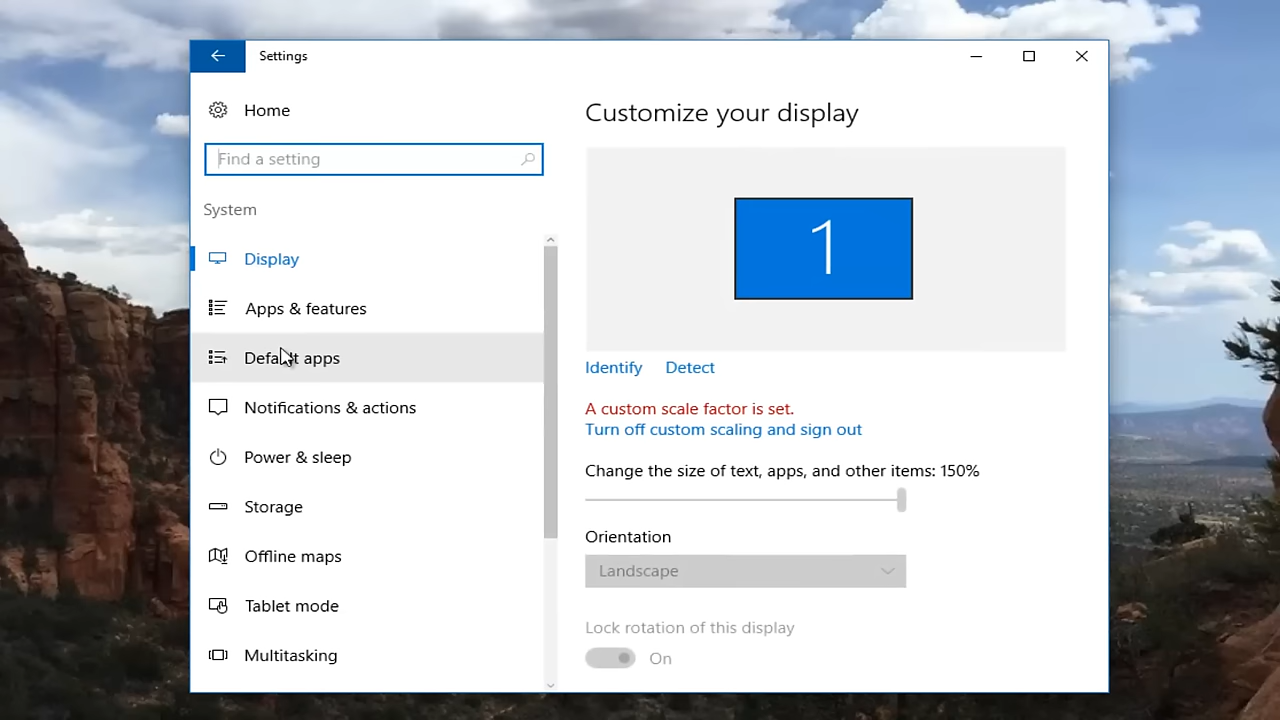 Settings
Home
Find a setting
System
Display
Apps & features
Default apps
Notifications & actions
Power & sleep
Storage
Offline maps
Tablet mode
Multitasking
Customize your display
1
Identify Detect
A custom scale factor is set.
Turn off custom scaling and sign out
Change the size of text, apps, and other items: 150%
Orientation
Landscape
Lock rotation of this display
On